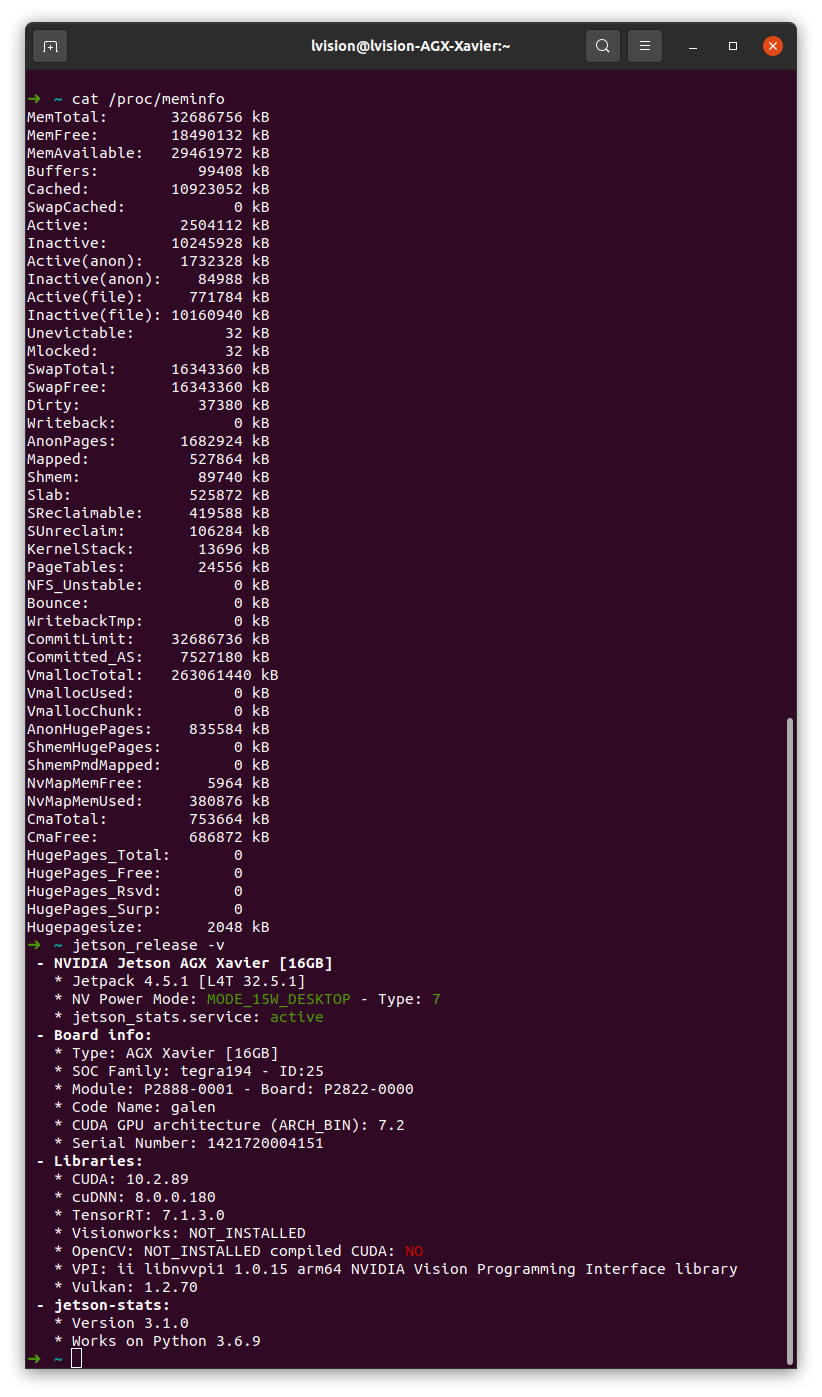 lvision@lvision-AGX-Xavier:~
➜ ~ cat /proc/meminfo
MemTotal: 32686756 kB
MemFree: 18490132 kB
MemAvailable: 29461972 kB
Buffers: 99408 kB
Cached: 10923052 kB
SwapCached: 0 kB
Active: 2504112 kB
Inactive: 10245928 kB
Active(anon): 1732328 kB
Inactive(anon): 84988 kB
Active(file): 771784 kB
Inactive(file): 10160940 kB
Unevictable: 32 kB
Mlocked: 32 kB
SwapTotal: 16343360 kB
SwapFree: 16343360 kB
Dirty: 37380 kB
Writeback: 0 kB
AnonPages: 1682924 kB
Mapped: 527864 kB
Shmem: 89740 kB
Slab: 525872 kB
SReclaimable: 419588 kB
SUnreclaim: 106284 kB
KernelStack: 13696 kB
PageTables: 24556 kB
NFS_Unstable: 0 kB
Bounce: 0 kB
WritebackTmp: 0 kB
CommitLimit: 32686736 kB
Committed_AS: 7527180 kB
VmallocTotal: 263061440 kB
VmallocUsed: 0 kB
VmallocChunk: 0 kB
AnonHugePages: 835584 kB
ShmemHugePages: 0 kB
ShmemPmdMapped: 0 kB
NvMapMemFree: 5964 kB
NvMapMemUsed: 380876 kB
CmaTotal: 753664 kB
CmaFree: 686872 kB
HugePages_Total: 0
HugePages_Free: 0
HugePages_Rsvd: 0
HugePages_Surp: 0
Hugepagesize: 2048 kB
➜ ~ jetson_release -v
- NVIDIA Jetson AGX Xavier [16GB]
* Jetpack 4.5.1 [L4T 32.5.1]
* NV Power Mode: MODE_15W_DESKTOP - Type: 7
* jetson_stats.service: active
- Board info:
* Type: AGX Xavier [16GB]
* SOC Family: tegra194 - ID:25
* Module: P2888-0001 - Board: P2822-0000
* Code Name: galen
* CUDA GPU architecture (ARCH_BIN): 7.2
* Serial Number: 1421720004151
- Libraries:
* CUDA: 10.2.89
* cuDNN: 8.0.0.180
* TensorRT: 7.1.3.0
* Visionworks: NOT_INSTALLED
* OpenCV: NOT_INSTALLED compiled CUDA: NO
* VPI: ii libnvvpi1 1.0.15 arm64 NVIDIA Vision Programming Interface library
* Vulkan: 1.2.70
- jetson-stats:
* Version 3.1.0
* Works on Python 3.6.9
➜ ~